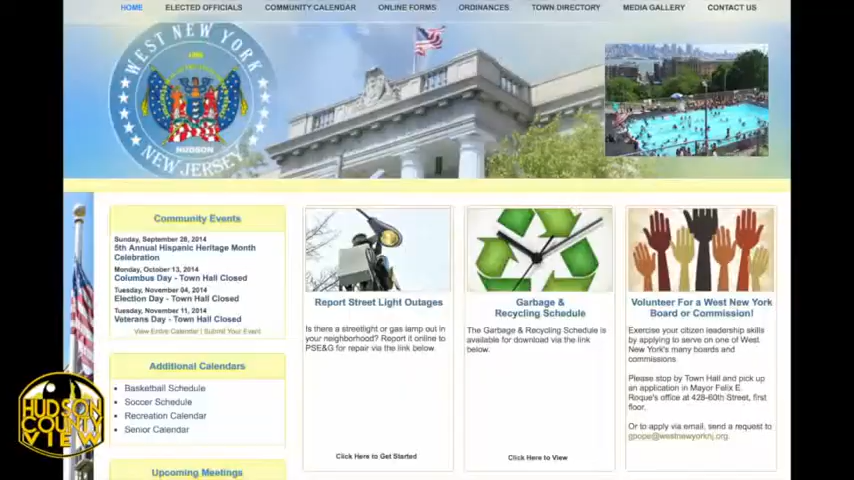 HOME ELECTED OFFICIALS COMMUNITY CALENDAR ONLINE FORMS ORDINANCES TOWN DIRECTORY MEDIA GALLERY CONTACT US
WEST NEW YORK
HUDSON
NEW JERSEY
Community Events
Sunday, September 28, 2014
5th Annual Hispanic Heritage Month
Celebration
Monday, October 13, 2014
Columbus Day - Town Hall Closed
Tuesday, November 04, 2014
Election Day - Town Hall Closed
Tuesday, November 11, 2014
Veterans Day - Town Hall Closed
View Entire Calendar | Submit Your Event
Additional Calendars
Basketball Schedule
Soccer Schedule
Recreation Calendar
Senior Calendar
Upcoming Meetings
Report Street Light Outages
Is there a streetlight or gas lamp out in
your neighborhood? Report it online to
PSE&G for repair via the link below.
Click Here to Get Started
Garbage &
Recycling Schedule
The Garbage & Recycling Schedule is
available for download via the link
below.
Click Here to View
Volunteer For a West New York
Board or Commission!
Exercise your citizen leadership skills
by applying to serve on one of West
New York's many boards and
commissions
Please stop by Town Hall and pick up
an application in Mayor Felix E.
Roque's office at 428-60th Street, first
floor.
Or to apply via email, send a request to
gpope@westnewyorknj.org.
HUDSON
COUNTY
VIEW